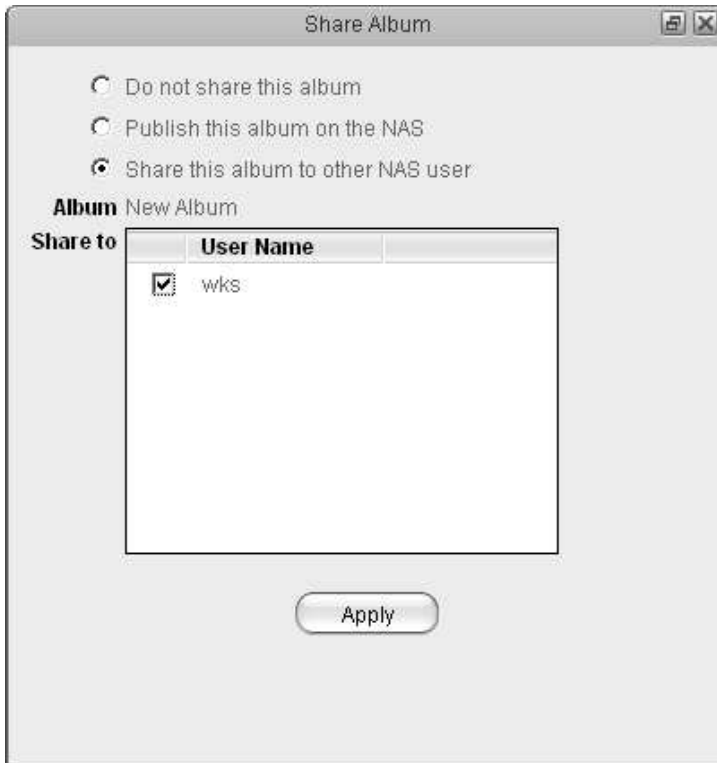 Share Album
Do not share this album
Publish this album on the NAS
Share this album to other NAS user
Album New Album
Share to
User Name
wks
Apply